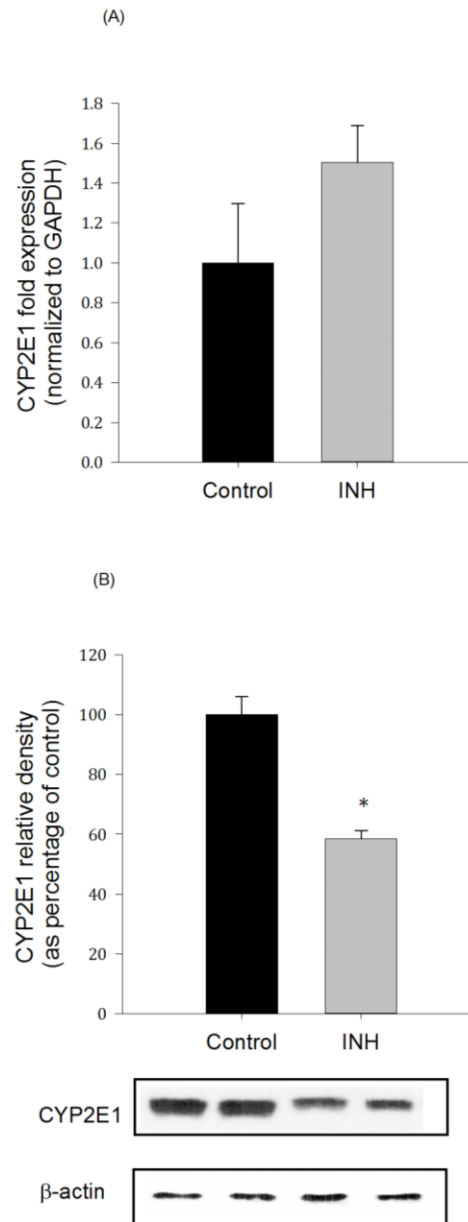 (A)
CYP2E1 fold expression
(normalized to GAPDH)
1.8
1.6
1.4
1.2
1.0
0.8
0.6
0.4
0.2
0.0
Control INH
(B)
CYP2E1 relative density
(as percentage of control)
120
100
80
60
40
20
0
*
Control INH
CYP2E1
β-actin